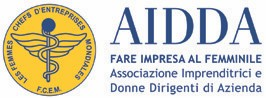 LES FEMMES CHEFS D'ENTREPRISES MONDIALES
F.C.E.M.
AIDDA
FARE IMPRESA AL FEMMINILE
Associazione Imprenditrici e
Donne Dirigenti di Azienda